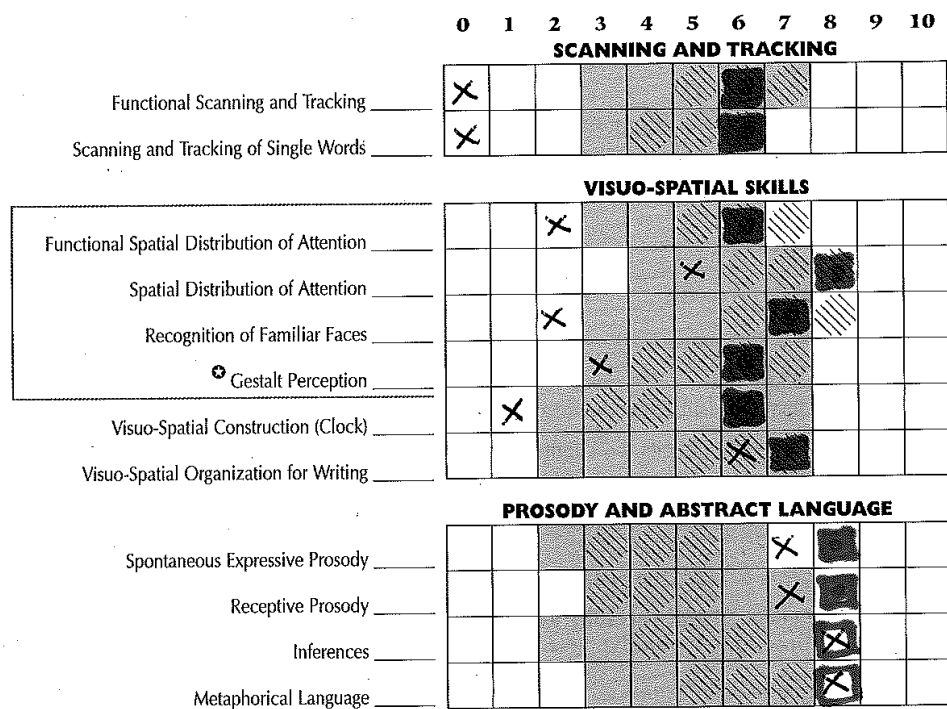 0 1 2 3 4 5 6 7 8 9 10
SCANNING AND TRACKING
Functional Scanning and Tracking
Scanning and Tracking of Single Words
VISUO-SPATIAL SKILLS
Functional Spatial Distribution of Attention
Spatial Distribution of Attention
Recognition of Familiar Faces
Gestalt Perception
Visuo-Spatial Construction (Clock)
Visuo-Spatial Organization for Writing
PROSODY AND ABSTRACT LANGUAGE
Spontaneous Expressive Prosody
Receptive Prosody
Inferences
Metaphorical Language